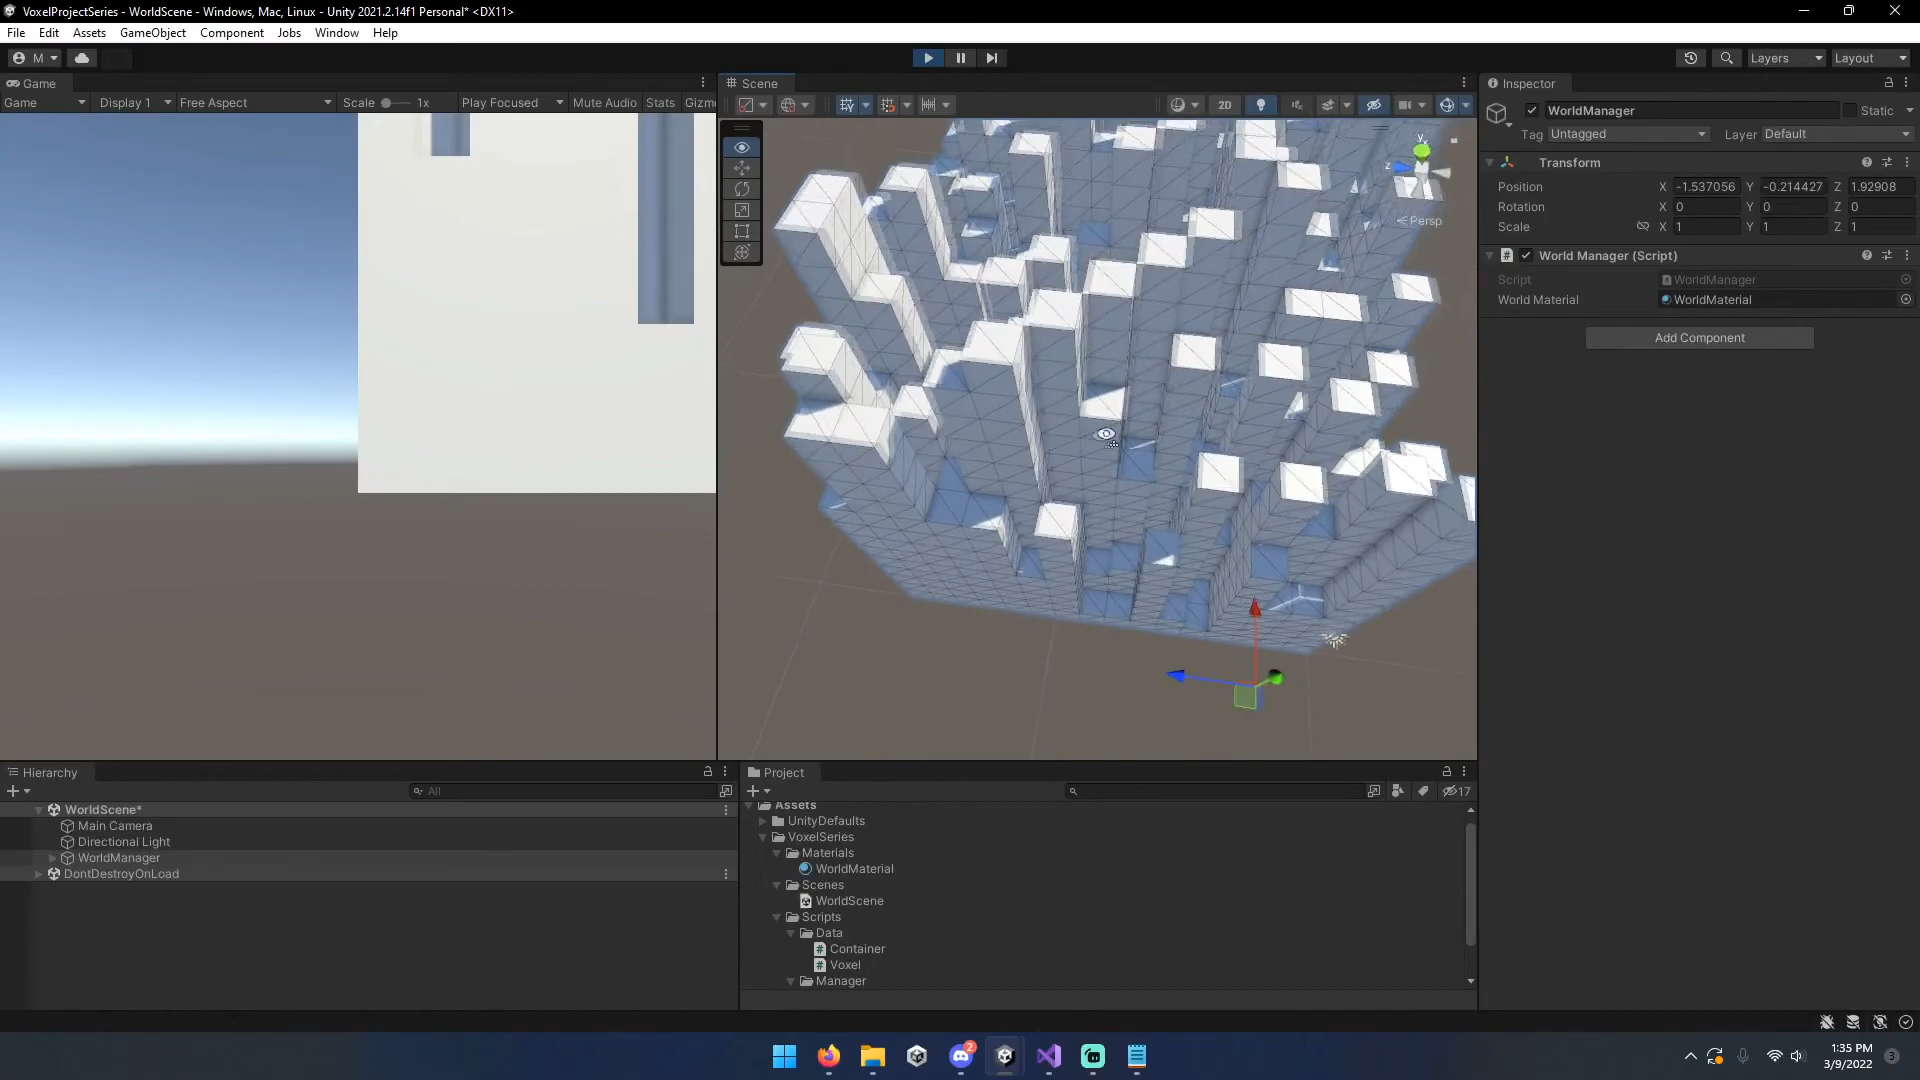 VoxelProjectSeries - WorldScene - Windows, Mac, Linux - Unity 2021.2.14f1 Personal* <DX11>
File Edit Assets GameObject Component Jobs Window Help
M Layers Layout
Game
Game Display 1 Free Aspect Scale 1x Play Focused Mute Audio Stats Gizm
Scene
2D
y
z
Persp
Inspector
WorldManager Static
Tag Untagged Layer Default
Transform
Position X -1.537056 Y -0.214427 Z 1.92908
Rotation X 0 Y 0 Z 0
Scale X 1 Y 1 Z 1
World Manager (Script)
Script WorldManager
World Material WorldMaterial
Add Component
Hierarchy
All
WorldScene*
Main Camera
Directional Light
WorldManager
DontDestroyOnLoad
Project
17
Assets
UnityDefaults
VoxelSeries
Materials
WorldMaterial
Scenes
WorldScene
Scripts
Data
Container
Voxel
Manager
2
1:35 PM
3/9/2022
3